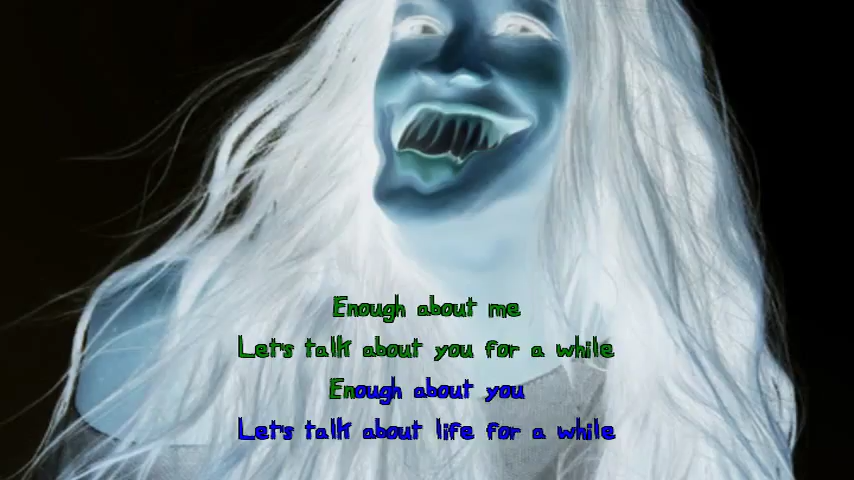 Enough about me
Let's talk about you for a while
Enough about you
Let's talk about life for a while